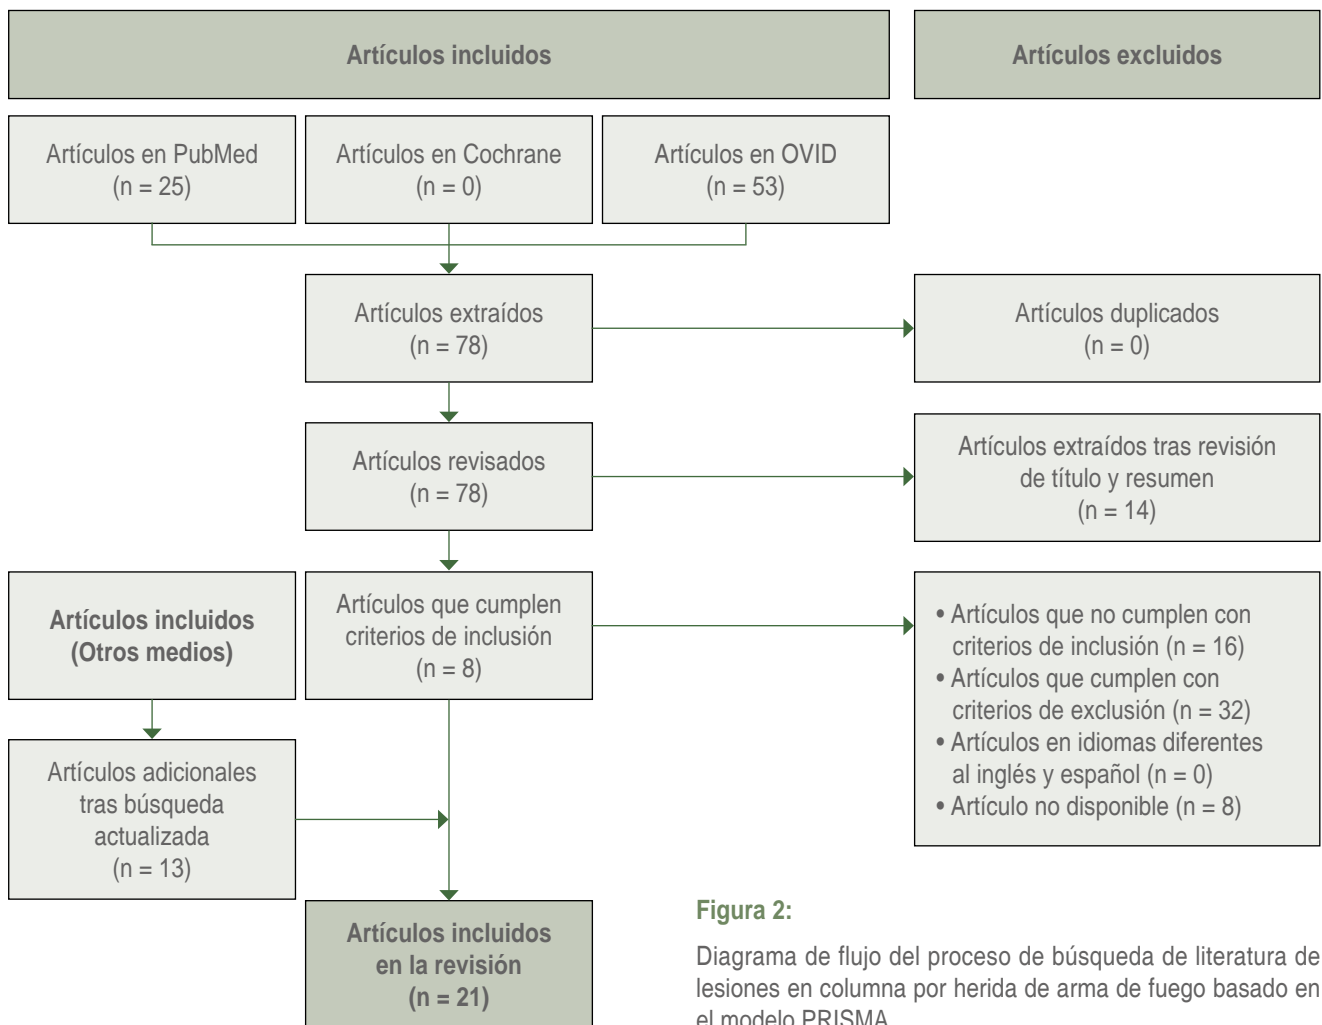 Artículos incluidos
Artículos excluidos
Artículos en PubMed
(n = 25)
Artículos en Cochrane
(n = 0)
Artículos en OVID
(n = 53)
Artículos extraídos
(n = 78)
Artículos duplicados
(n = 0)
Artículos revisados
(n = 78)
Artículos extraídos tras revisión
de título y resumen
(n = 14)
Artículos incluidos
(Otros medios)
Artículos que cumplen
criterios de inclusión
(n = 8)
• Artículos que no cumplen con
criterios de inclusión (n = 16)
• Artículos que cumplen con
criterios de exclusión (n = 32)
• Artículos en idiomas diferentes
al inglés y español (n = 0)
• Artículo no disponible (n = 8)
Artículos adicionales
tras búsqueda
actualizada
(n = 13)
Artículos incluidos
en la revisión
(n = 21)
Figura 2:
Diagrama de flujo del proceso de búsqueda de literatura de
lesiones en columna por herida de arma de fuego basado en
el modelo PRISMA